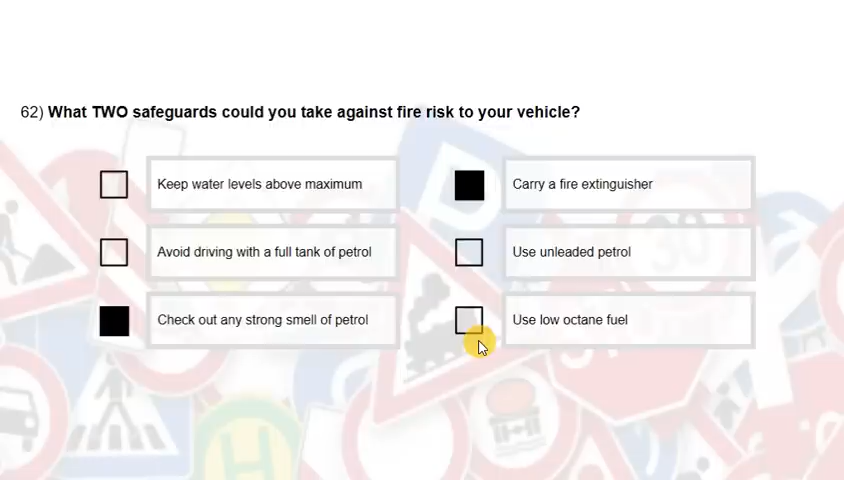 62) What TWO safeguards could you take against fire risk to your vehicle?
Keep water levels above maximum
Carry a fire extinguisher
Avoid driving with a full tank of petrol
Use unleaded petrol
Check out any strong smell of petrol
Use low octane fuel
30